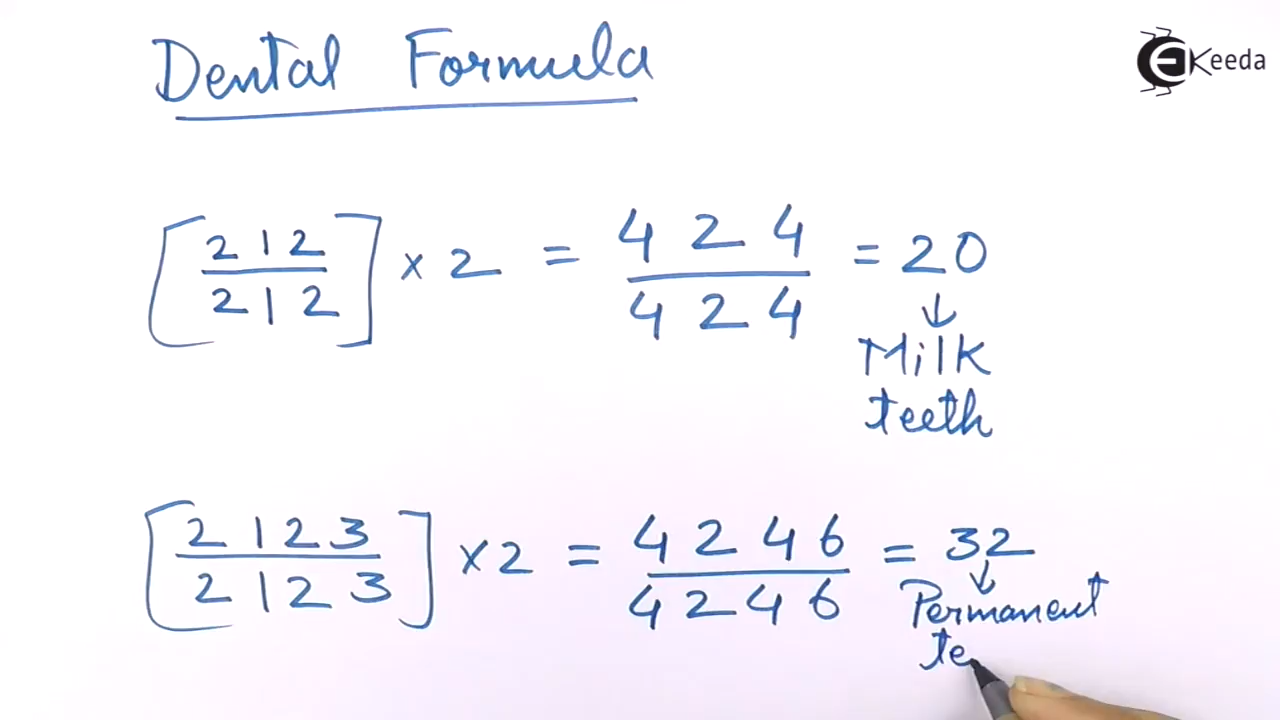 Dental Formula
EKeeda
[2 1 2 / 2 1 2] × 2 = 4 2 4 / 4 2 4 = 20
↓
Milk
teeth
[2 1 2 3 / 2 1 2 3] × 2 = 4 2 4 6 / 4 2 4 6 = 32
↓
Permanent
te